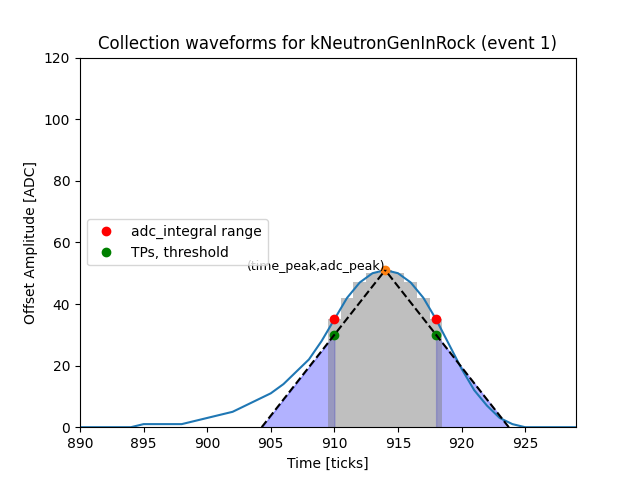 Collection waveforms for kNeutronGenInRock (event 1)
120
100
80
60
40
20
0
Offset Amplitude [ADC]
adc_integral range
TPs, threshold
(time_peak,adc_peak)
890 895 900 905 910 915 920 925
Time [ticks]